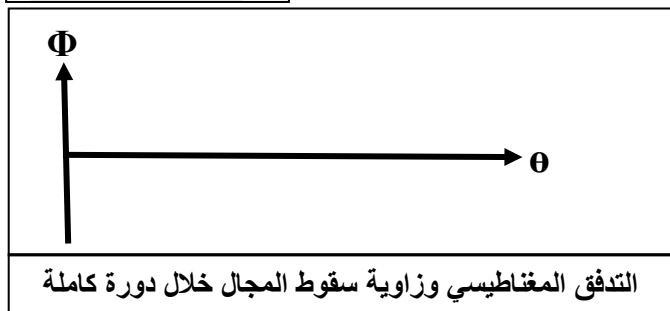 Φ
θ
التدفق المغناطيسي وزاوية سقوط المجال خلال دورة كاملة